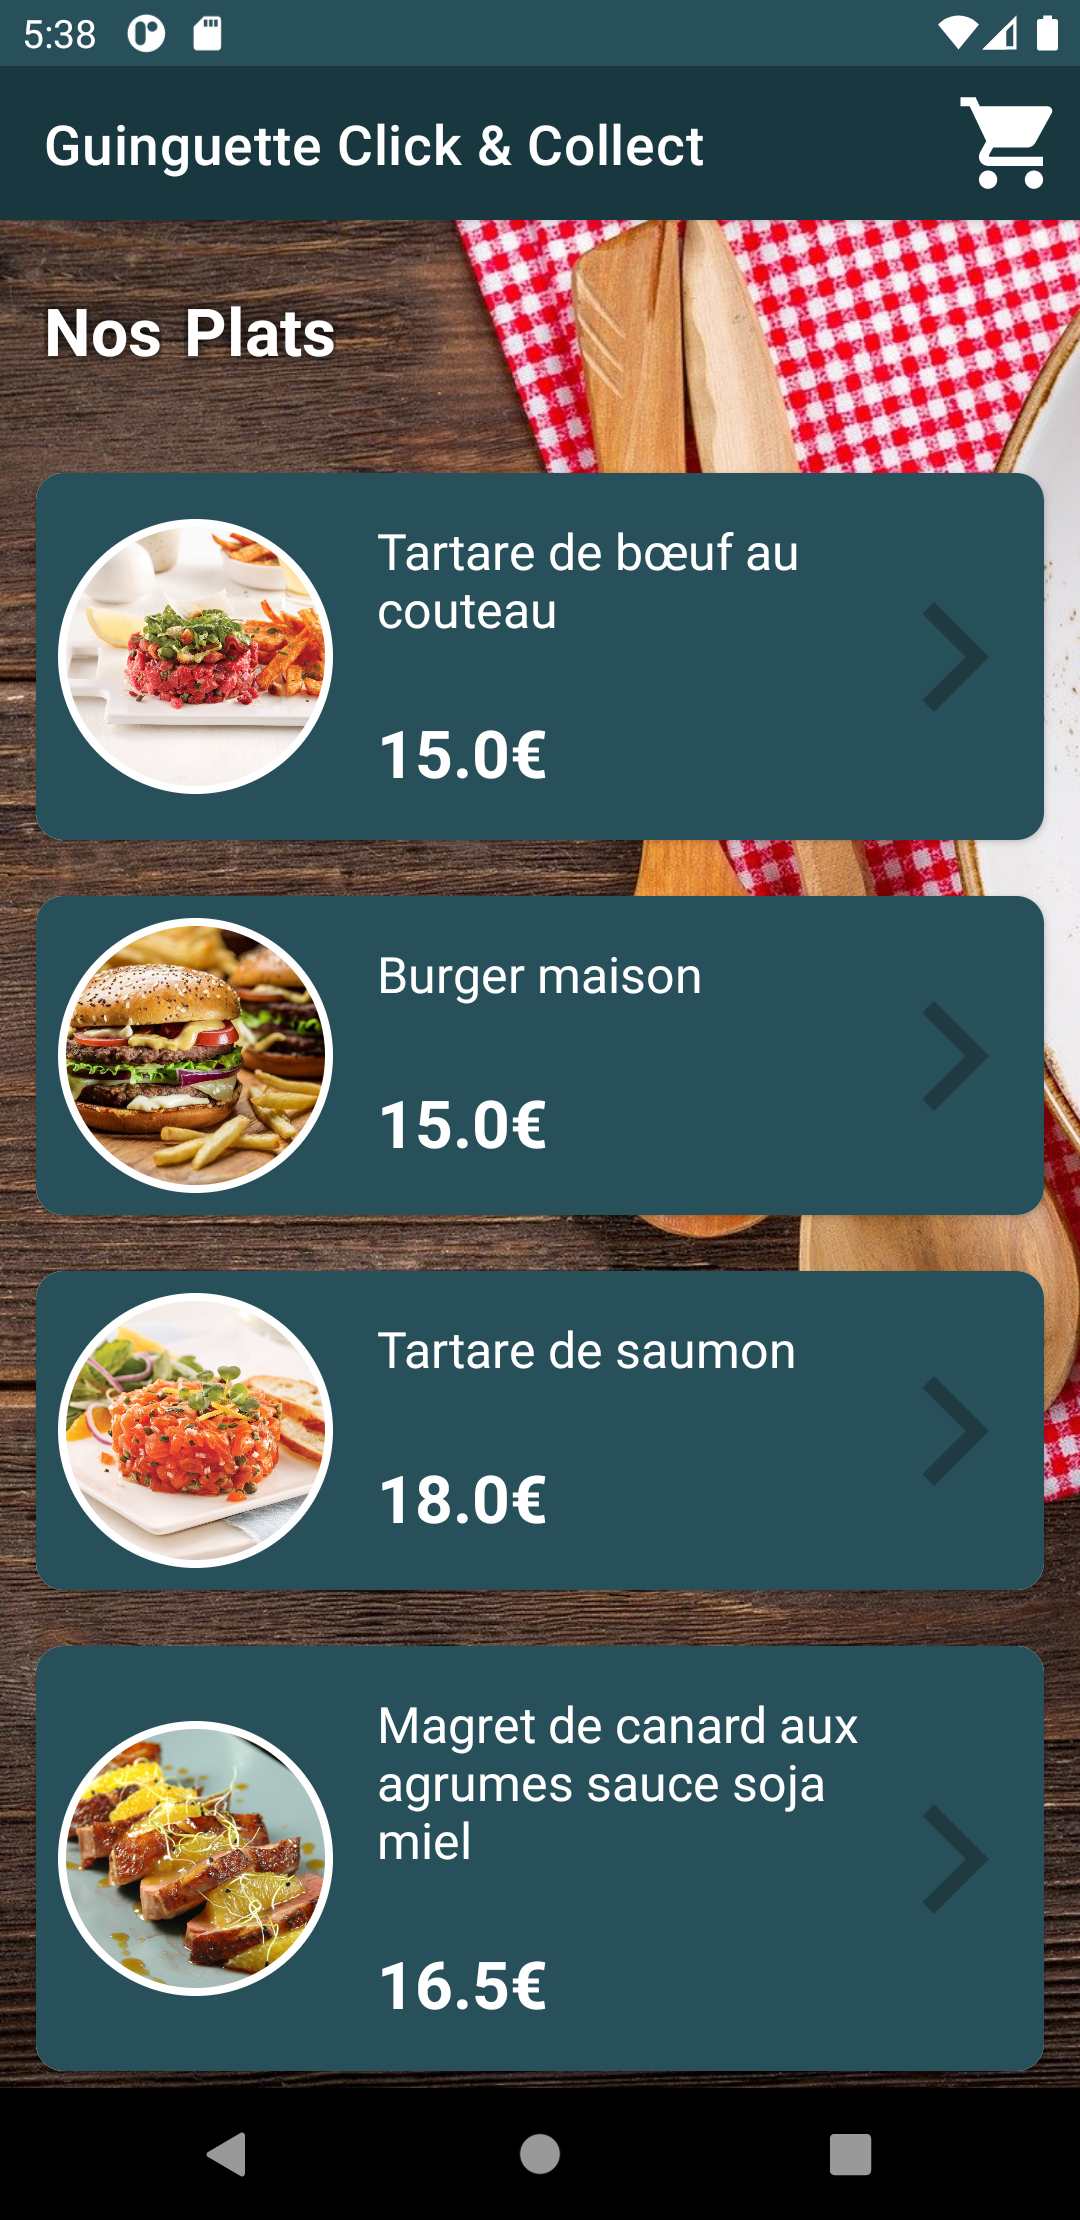 5:38
Guinguette Click & Collect
Nos Plats
Tartare de bœuf au
couteau
15.0€
Burger maison
15.0€
Tartare de saumon
18.0€
Magret de canard aux
agrumes sauce soja
miel
16.5€